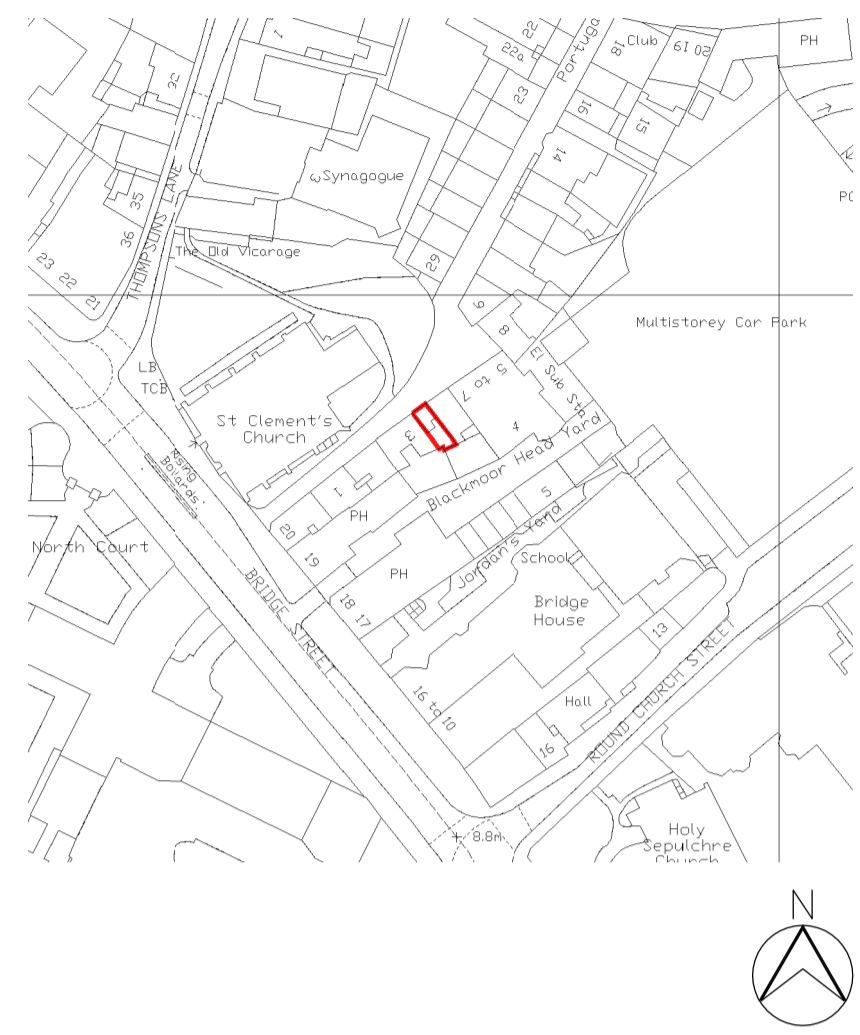 1
22
22a
Portuga
Club
18
20 19
PH
32
23
16
15
14
Synagogue
3
PC
35
36
THOMPSONS LANE
The Old Vicarage
23
22
21
29
9
8
Multistorey Car Park
LB
TCB
El Sub Sta
5 to 7
St Clement's
Church
3
4
Rising
Bollards
Blackmoor Head Yard
1
5
PH
20
19
Jordan's Yard
School
North Court
PH
BRIDGE STREET
18
17
Bridge
House
13
16 to 10
Hall
16
ROUND CHURCH STREET
8.8m
Holy
Sepulchre
Church
N